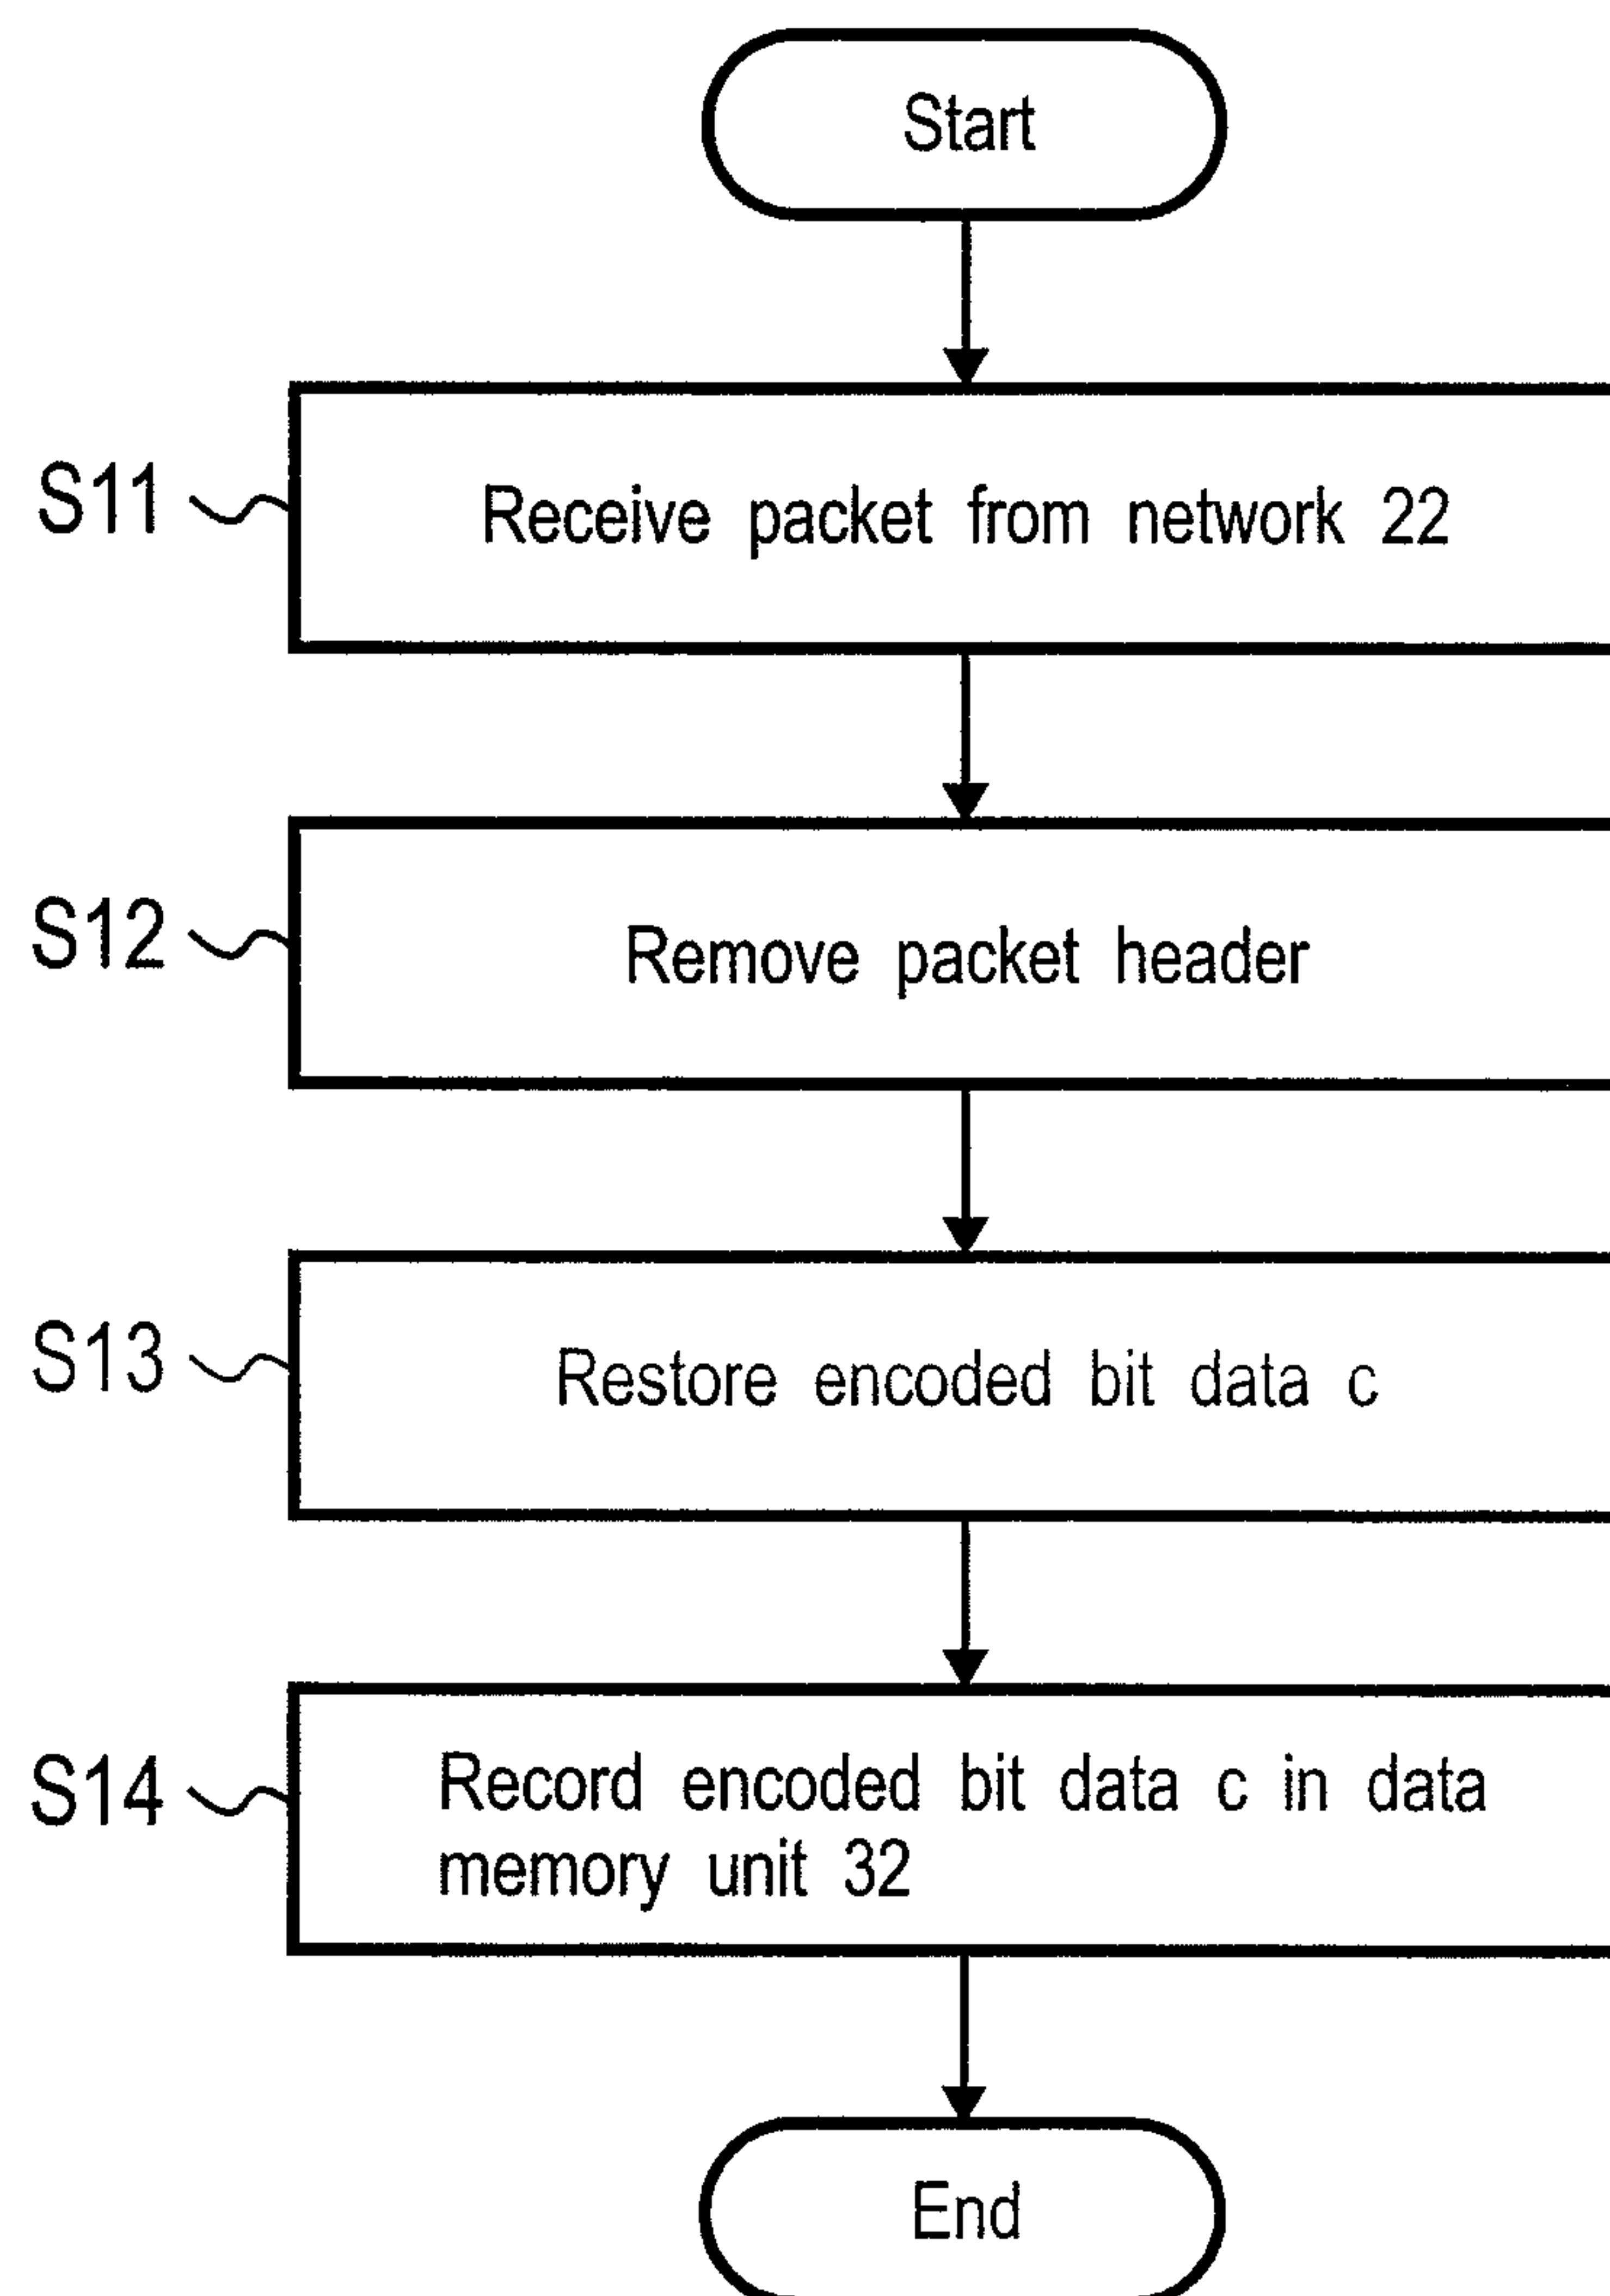 Start
S11
Receive packet from network 22
S12
Remove packet header
S13
Restore encoded bit data c
S14
Record encoded bit data c in data
memory unit 32
End